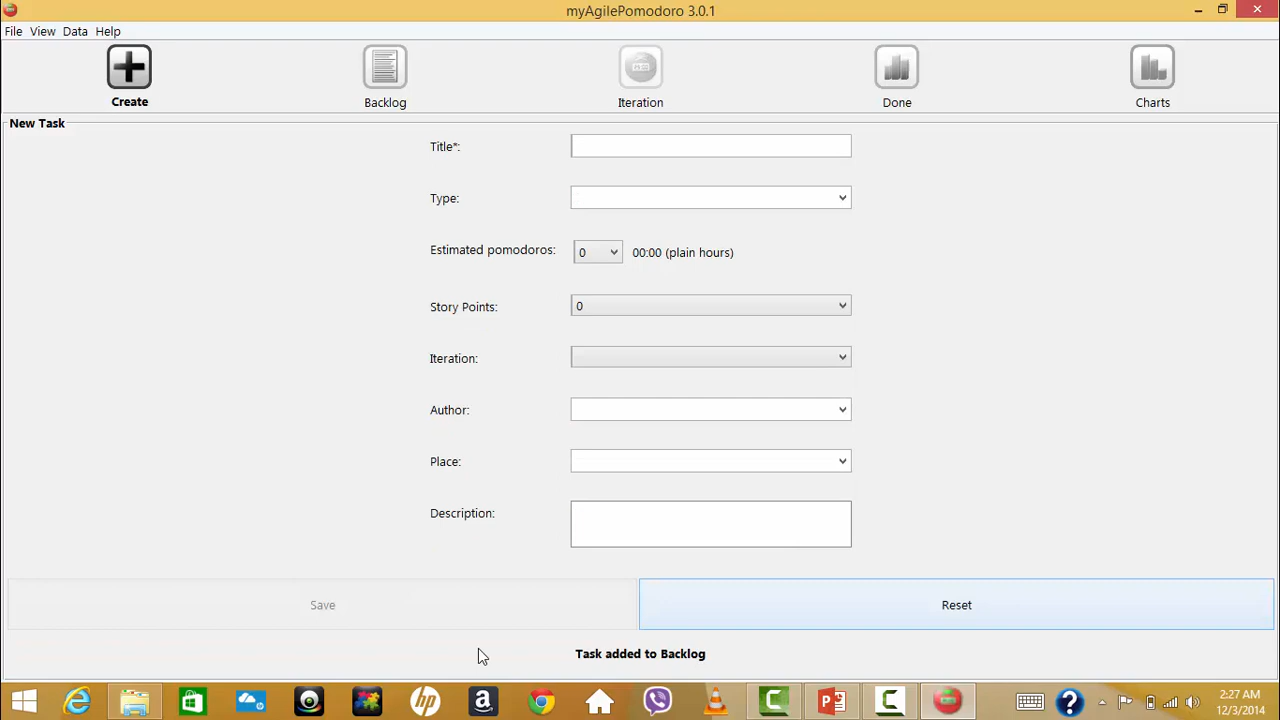 myAgilePomodoro 3.0.1
File View Data Help
Create Backlog Iteration Done Charts
New Task
Title*:
Type:
Estimated pomodoros: 0 00:00 (plain hours)
Story Points: 0
Iteration:
Author:
Place:
Description:
Save Reset
Task added to Backlog
2:27 AM
12/3/2014